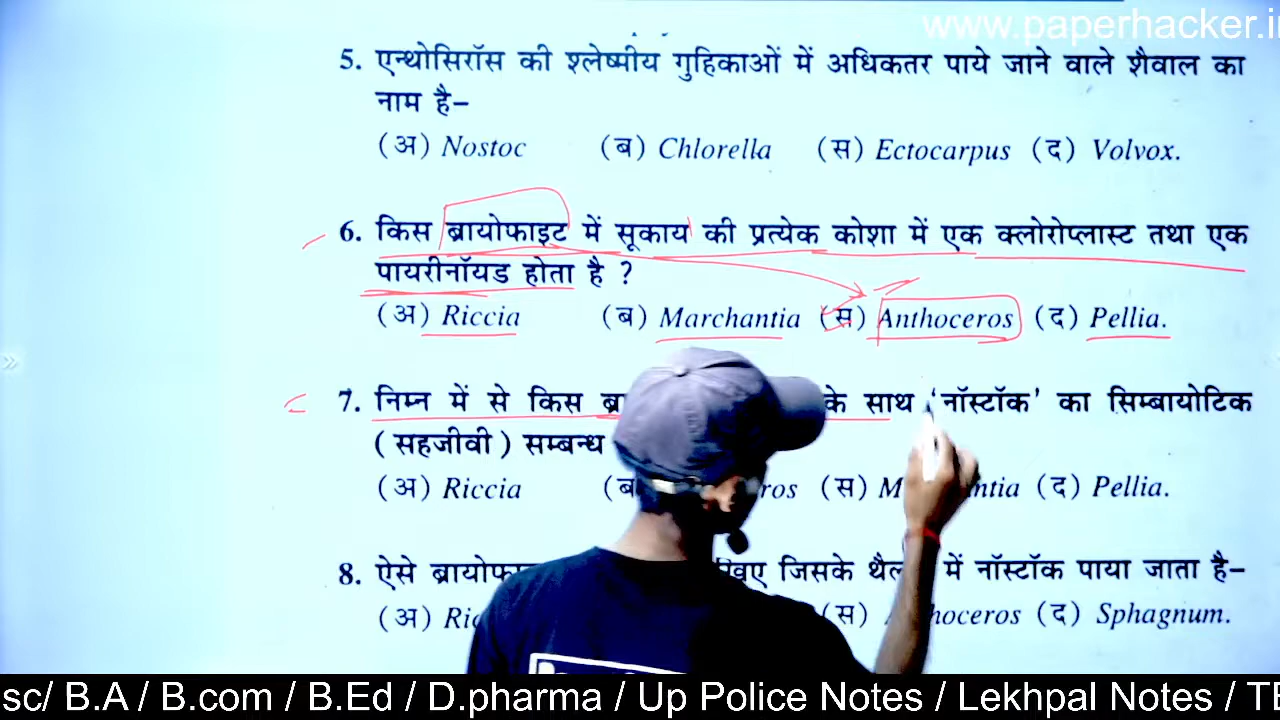 www.paperhacker.i
5. एन्थोसिरॉस की श्लेष्मीय गुहिकाओं में अधिकतर पाये जाने वाले शैवाल का
नाम है–
(अ) Nostoc (ब) Chlorella (स) Ectocarpus (द) Volvox.
6. किस ब्रायोफाइट में सूकाय की प्रत्येक कोशा में एक क्लोरोप्लास्ट तथा एक
पायरीनॉयड होता है ?
(अ) Riccia (ब) Marchantia (स) Anthoceros (द) Pellia.
7. निम्न में से किस के साथ 'नॉस्टॉक' का सिम्बायोटिक
(सहजीवी) सम्बन्ध
(अ) Riccia (स) (द) Pellia.
8. ऐसे जिसके में नॉस्टॉक पाया जाता है–
(अ) (स) (द) Sphagnum.
sc/ B.A / B.com / B.Ed / D.pharma / Up Police Notes / Lekhpal Notes / TE